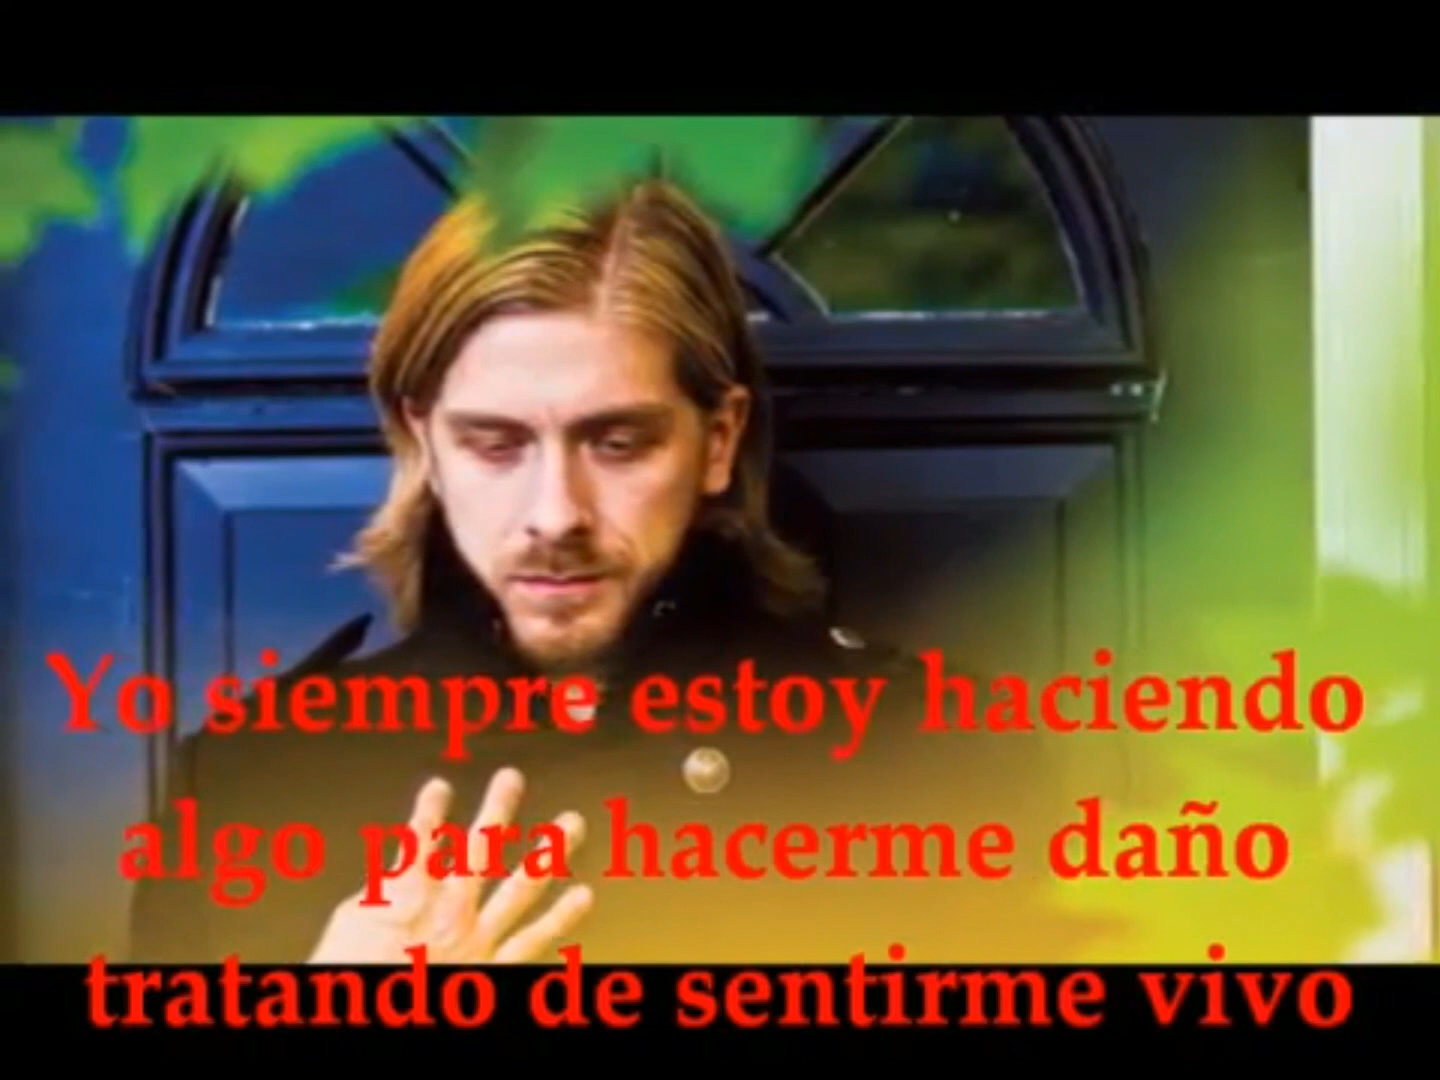 Yo siempre estoy haciendo
algo para hacerme daño
tratando de sentirme vivo